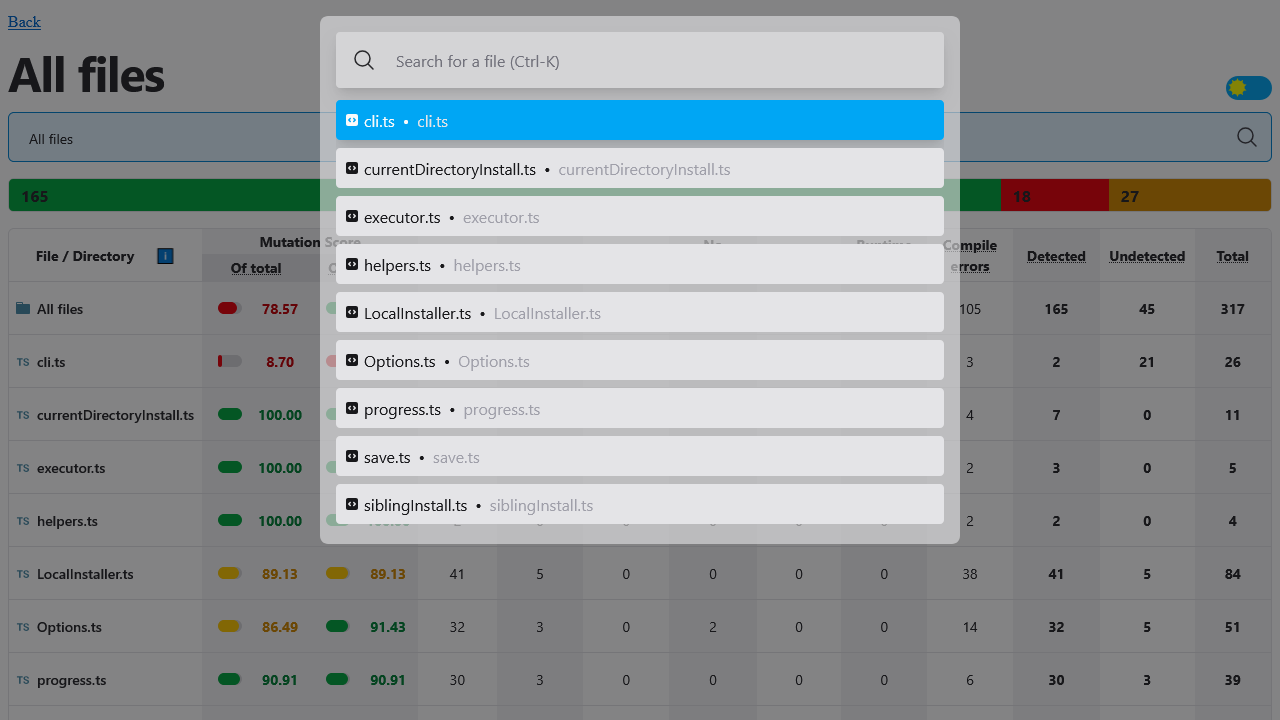 Back
All files
Search for a file (Ctrl-K)
All files
165
18
27
cli.ts • cli.ts
currentDirectoryInstall.ts • currentDirectoryInstall.ts
executor.ts • executor.ts
helpers.ts • helpers.ts
LocalInstaller.ts • LocalInstaller.ts
Options.ts • Options.ts
progress.ts • progress.ts
save.ts • save.ts
siblingInstall.ts • siblingInstall.ts
File / Directory
Mutation Score
Of total
Compile errors
Detected
Undetected
Total
All files 78.57 105 165 45 317
TS cli.ts 8.70 3 2 21 26
TS currentDirectoryInstall.ts 100.00 4 7 0 11
TS executor.ts 100.00 2 3 0 5
TS helpers.ts 100.00 2 2 0 4
TS LocalInstaller.ts 89.13 89.13 41 5 0 0 0 0 38 41 5 84
TS Options.ts 86.49 91.43 32 3 0 2 0 0 14 32 5 51
TS progress.ts 90.91 90.91 30 3 0 0 0 0 6 30 3 39